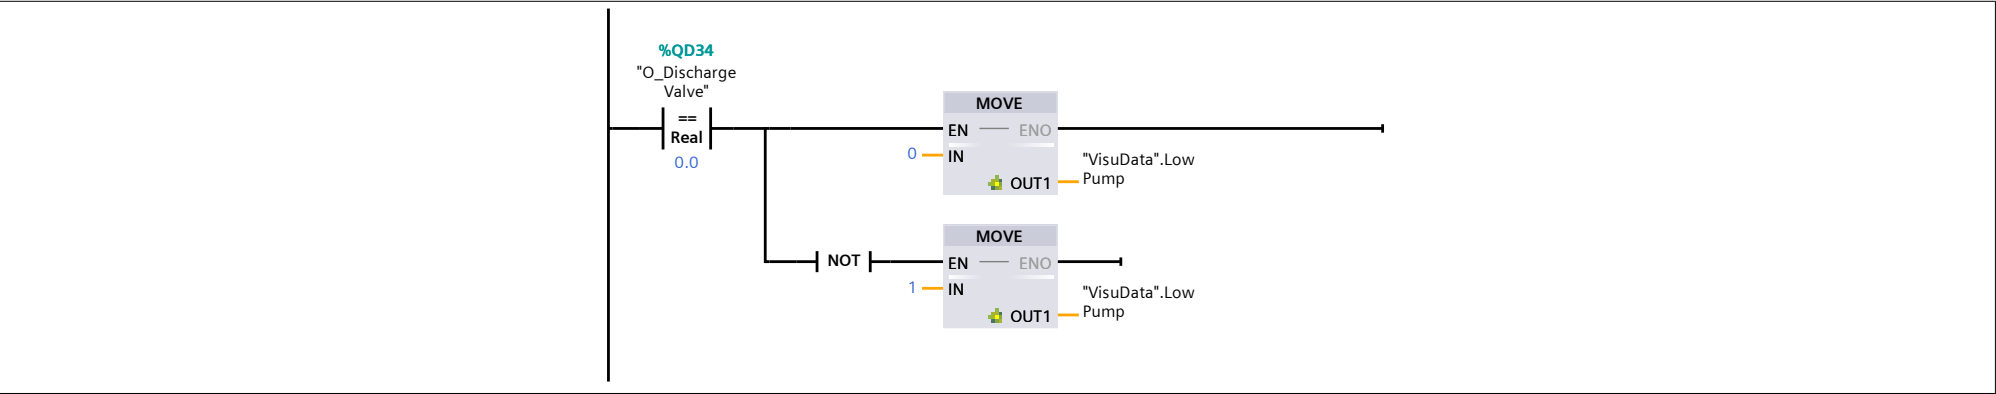 %QD34
"O_Discharge
Valve"
==
Real
0.0
MOVE
EN ENO
0 IN
OUT1
"VisuData".Low
Pump
NOT
MOVE
EN ENO
1 IN
OUT1
"VisuData".Low
Pump